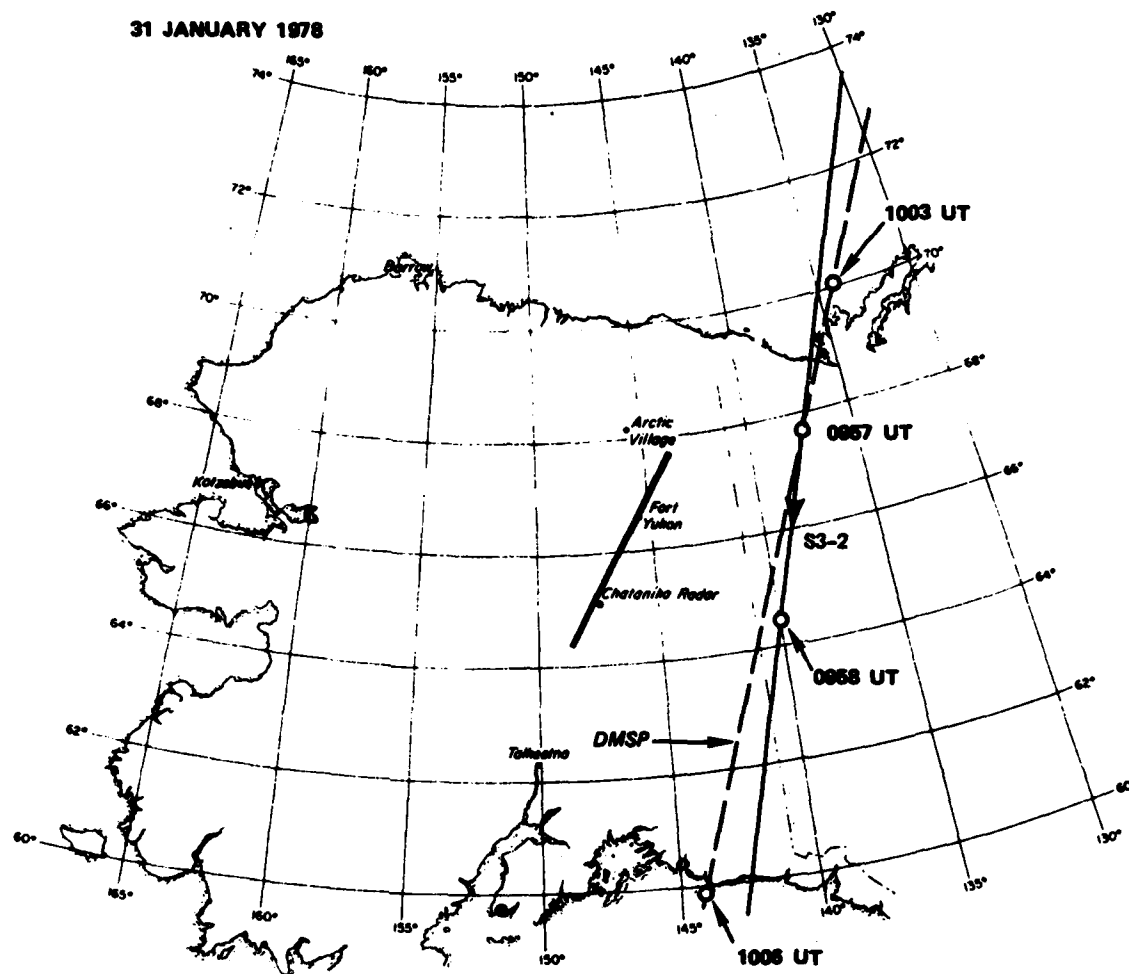 31 JANUARY 1978
165°
160°
155°
150°
145°
140°
135°
130°
74°
74°
72°
72°
1003 UT
70°
Barrow
70°
68°
68°
0957 UT
Arctic
Village
Kotzebue
66°
66°
Fort
Yukon
S3-2
Chatanika Radar
64°
64°
0958 UT
62°
62°
DMSP
Talkeetna
60°
60°
165°
160°
155°
150°
145°
140°
135°
130°
1006 UT